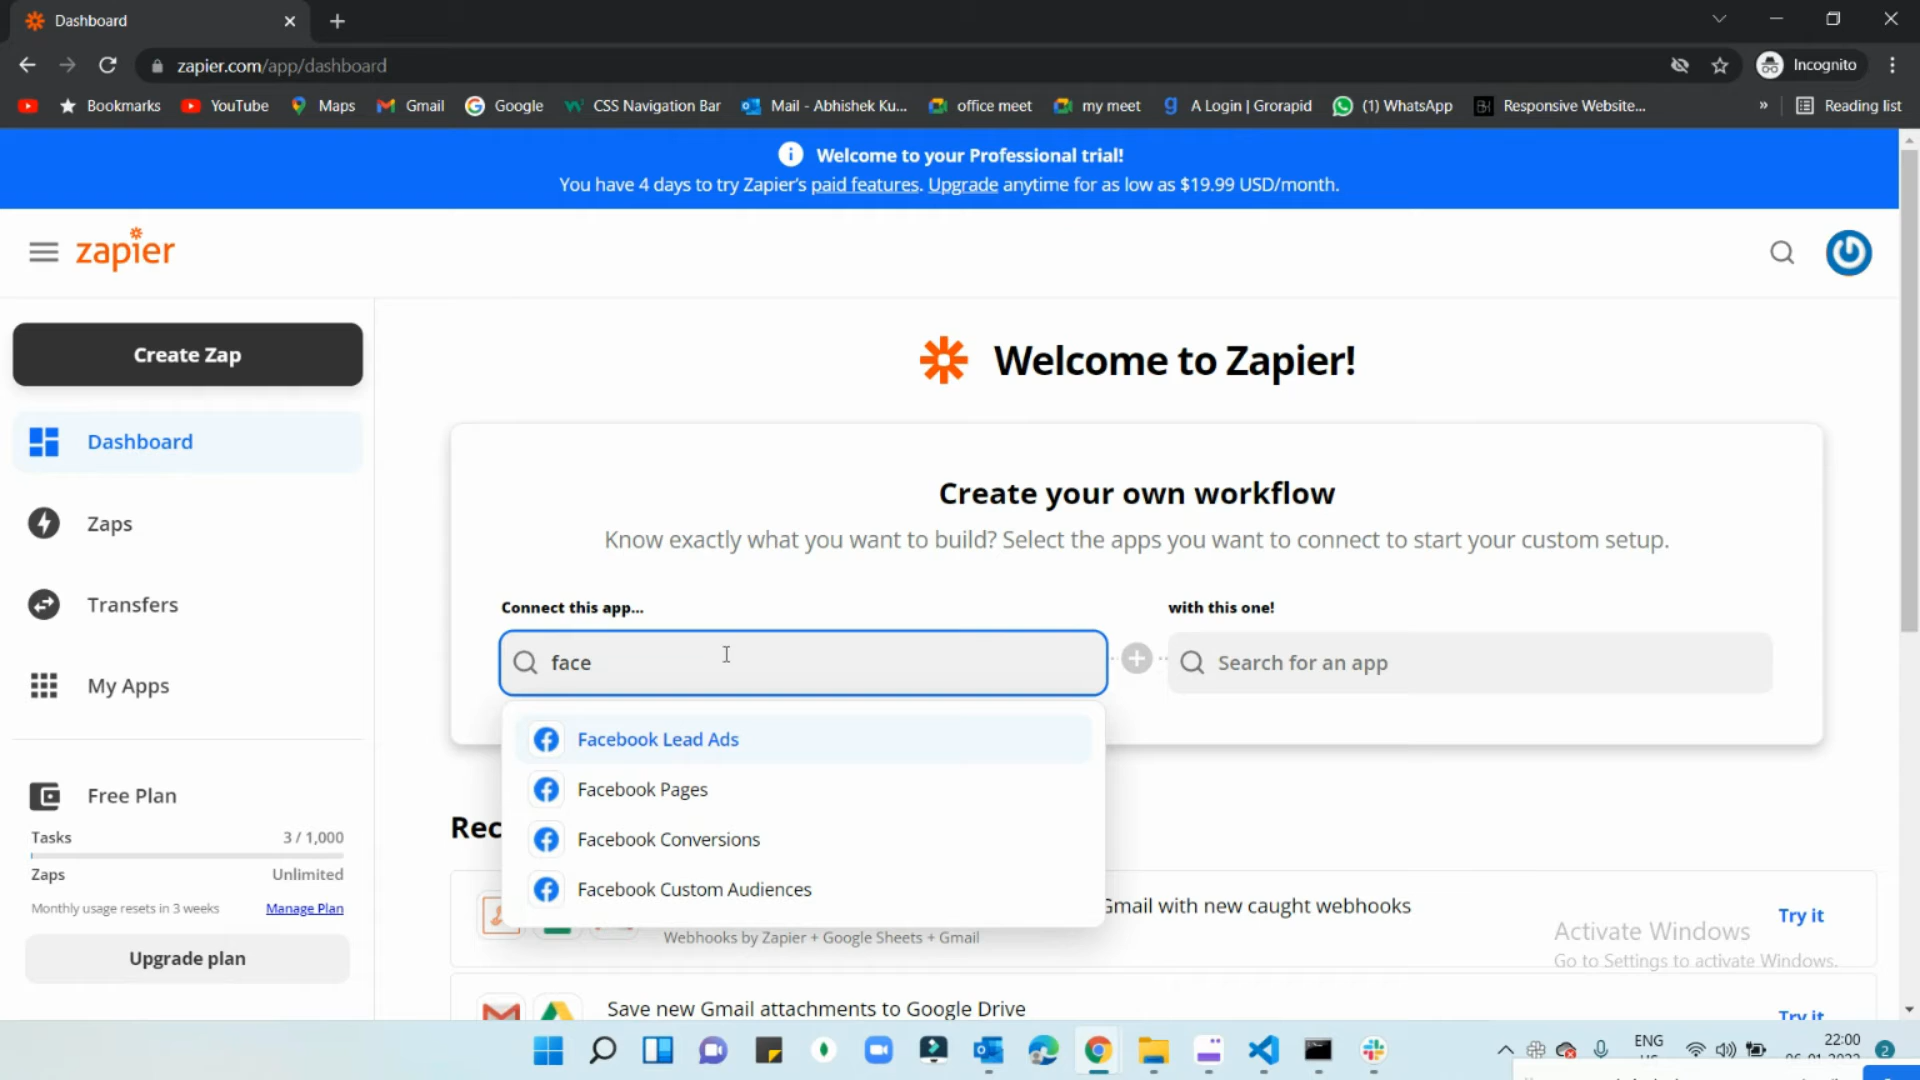 Dashboard
zapier.com/app/dashboard
Incognito
Bookmarks
YouTube
Maps
Gmail
Google
CSS Navigation Bar
Mail - Abhishek Ku...
office meet
my meet
A Login | Grorapid
(1) WhatsApp
Responsive Website...
»
Reading list
Welcome to your Professional trial!
You have 4 days to try Zapier's paid features. Upgrade anytime for as low as $19.99 USD/month.
zapier
Create Zap
Dashboard
Zaps
Transfers
My Apps
Free Plan
Tasks 3 / 1,000
Zaps Unlimited
Monthly usage resets in 3 weeks Manage Plan
Upgrade plan
Welcome to Zapier!
Create your own workflow
Know exactly what you want to build? Select the apps you want to connect to start your custom setup.
Connect this app...
with this one!
face
Search for an app
Facebook Lead Ads
Facebook Pages
Facebook Conversions
Facebook Custom Audiences
Rec
Gmail with new caught webhooks
Webhooks by Zapier + Google Sheets + Gmail
Try it
Save new Gmail attachments to Google Drive
Try it
Activate Windows
Go to Settings to activate Windows.
ENG
22:00
2